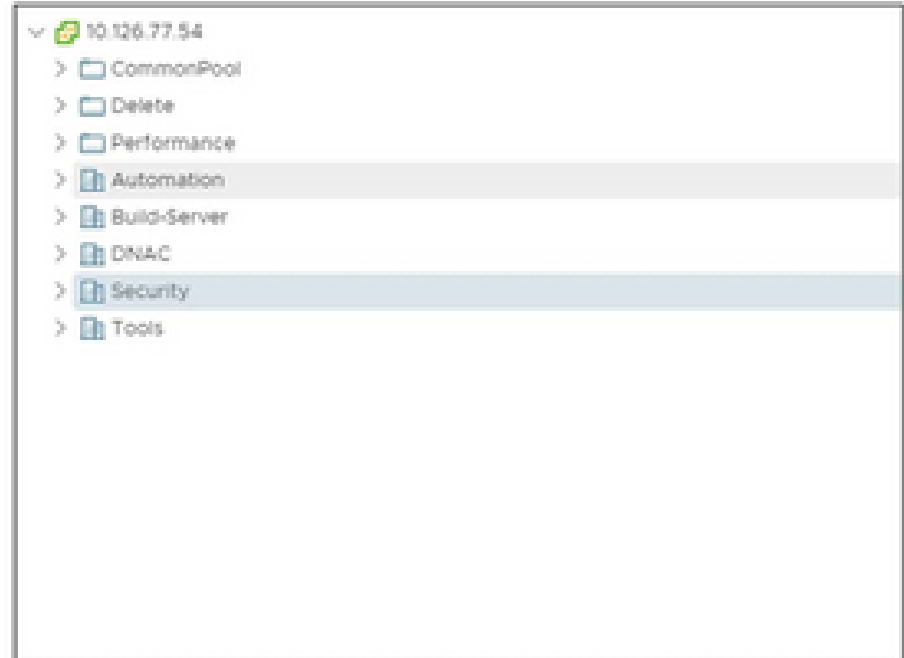 10.126.77.54
CommonPool
Delete
Performance
Automation
Build-Server
DNAC
Security
Tools